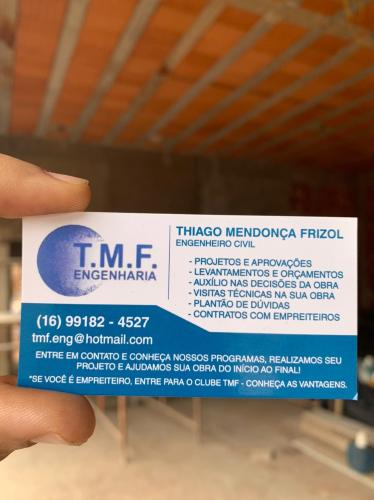 T.M.F.
ENGENHARIA
THIAGO MENDONÇA FRIZOL
ENGENHEIRO CIVIL
- PROJETOS E APROVAÇÕES
- LEVANTAMENTOS E ORÇAMENTOS
- AUXÍLIO NAS DECISÕES DA OBRA
- VISITAS TÉCNICAS NA SUA OBRA
- PLANTÃO DE DÚVIDAS
- CONTRATOS COM EMPREITEIROS
(16) 99182 - 4527
tmf.eng@hotmail.com
ENTRE EM CONTATO E CONHEÇA NOSSOS PROGRAMAS, REALIZAMOS SEU
PROJETO E AJUDAMOS SUA OBRA DO INÍCIO AO FINAL!
*SE VOCÊ É EMPREITEIRO, ENTRE PARA O CLUBE TMF - CONHEÇA AS VANTAGENS.